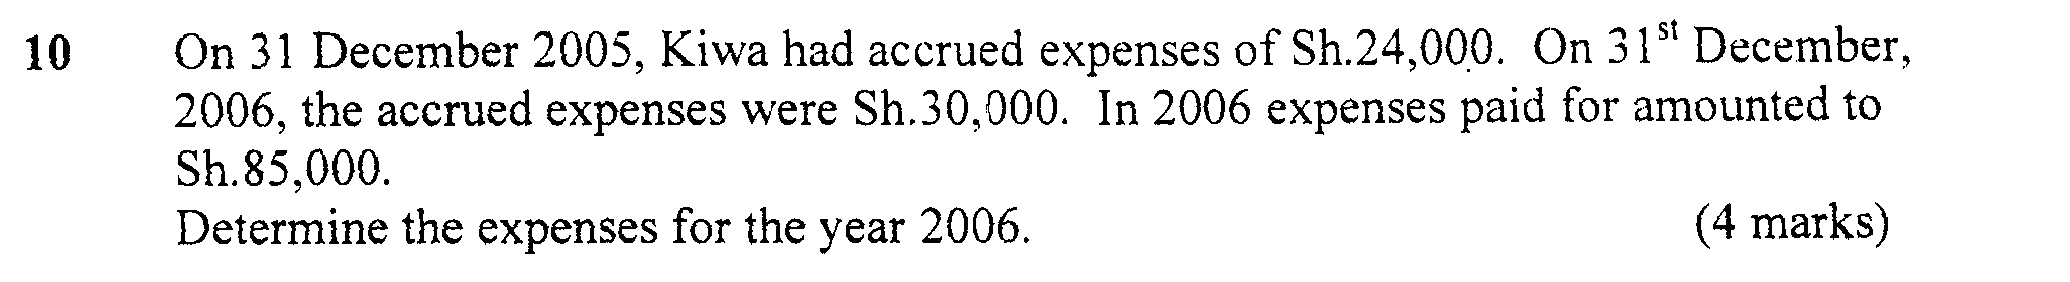 10 On 31 December 2005, Kiwa had accrued expenses of Sh.24,000. On 31st December,
2006, the accrued expenses were Sh.30,000. In 2006 expenses paid for amounted to
Sh.85,000.
Determine the expenses for the year 2006. (4 marks)